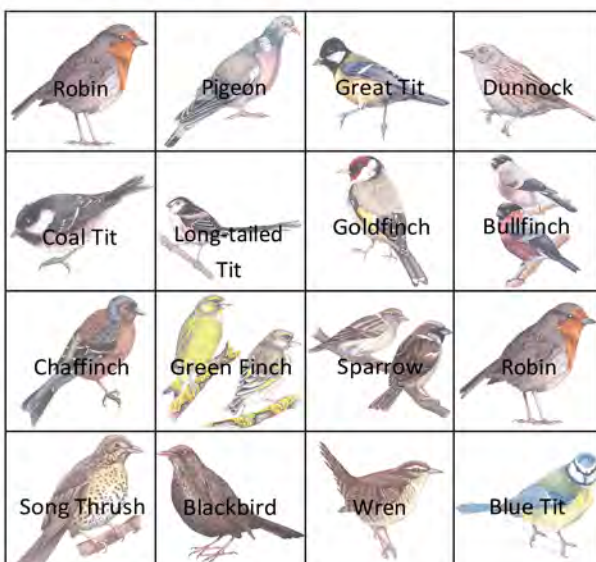 Robin
Pigeon
Great Tit
Dunnock
Coal Tit
Long-tailed
Tit
Goldfinch
Bullfinch
Chaffinch
Green Finch
Sparrow
Robin
Song Thrush
Blackbird
Wren
Blue Tit